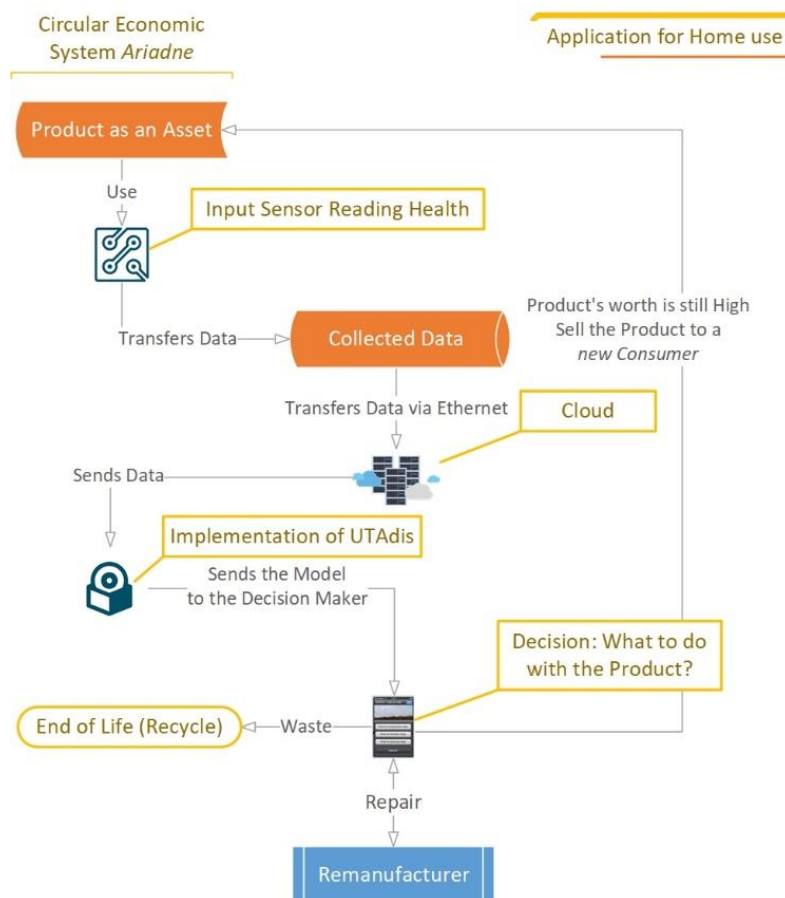 Circular Economic
System Ariadne
Application for Home use
Product as an Asset
Use
Input Sensor Reading Health
Product's worth is still High
Sell the Product to a
new Consumer
Transfers Data
Collected Data
Transfers Data via Ethernet
Cloud
Sends Data
Implementation of UTAdis
Sends the Model
to the Decision Maker
Decision: What to do
with the Product?
End of Life (Recycle)
Waste
Repair
Remanufacturer